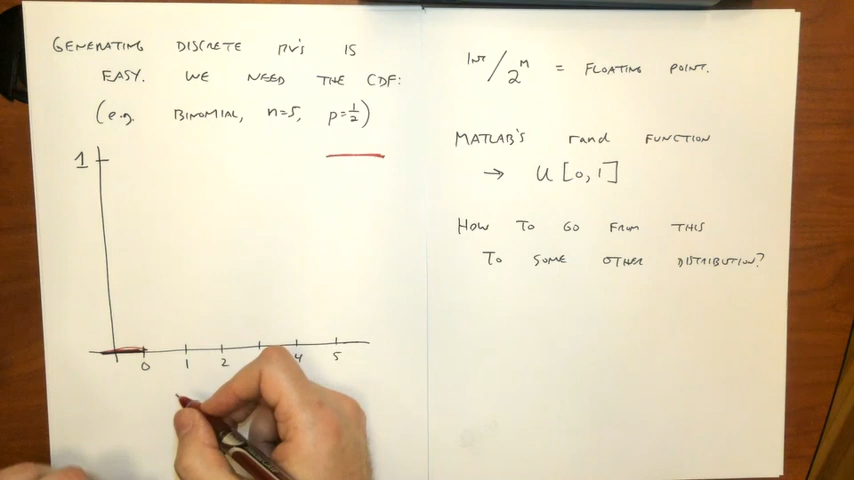 GENERATING DISCRETE RV'S IS
EASY. WE NEED THE CDF:
(e.g. BINOMIAL, n=5, p=½)
1
0 1 2 4 5
INT/2^M = FLOATING POINT.
MATLAB'S rand FUNCTION
→ U[0,1]
HOW TO GO FROM THIS
TO SOME OTHER DISTRIBUTION?